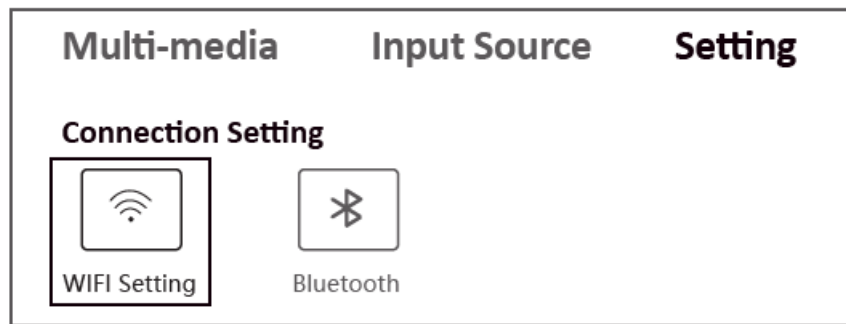 Multi-media Input Source Setting
Connection Setting
WIFI Setting Bluetooth